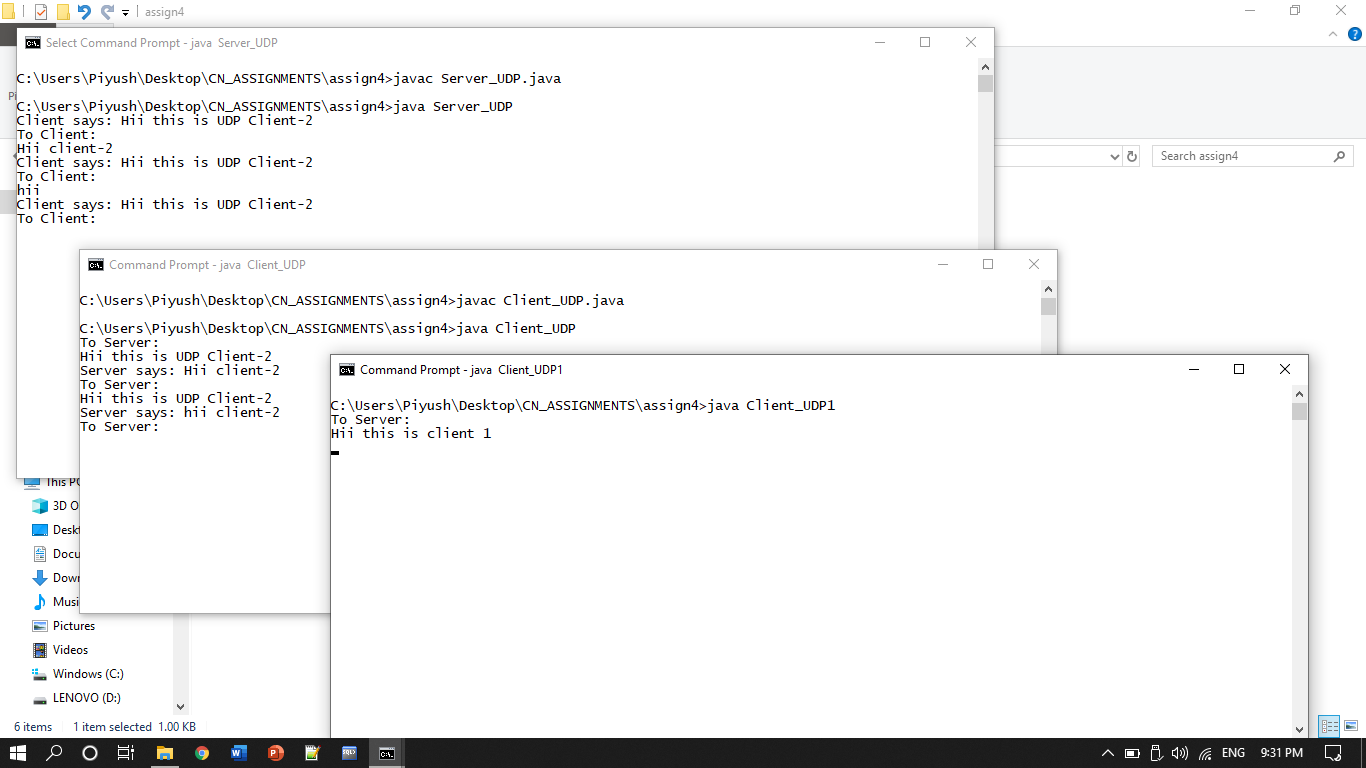 assign4
Select Command Prompt - java  Server_UDP
C:\Users\Piyush\Desktop\CN_ASSIGNMENTS\assign4>javac Server_UDP.java
C:\Users\Piyush\Desktop\CN_ASSIGNMENTS\assign4>java Server_UDP
Client says: Hii this is UDP Client-2
To Client:
Hii client-2
Client says: Hii this is UDP Client-2
To Client:
hii
Client says: Hii this is UDP Client-2
To Client:
Search assign4
Command Prompt - java  Client_UDP
C:\Users\Piyush\Desktop\CN_ASSIGNMENTS\assign4>javac Client_UDP.java
C:\Users\Piyush\Desktop\CN_ASSIGNMENTS\assign4>java Client_UDP
To Server:
Hii this is UDP Client-2
Server says: Hii client-2
To Server:
Hii this is UDP Client-2
Server says: hii client-2
To Server:
Command Prompt - java  Client_UDP1
C:\Users\Piyush\Desktop\CN_ASSIGNMENTS\assign4>java Client_UDP1
To Server:
Hii this is client 1
This PC
3D O
Deskt
Docu
Down
Musi
Pictures
Videos
Windows (C:)
LENOVO (D:)
6 items 1 item selected 1.00 KB
ENG 9:31 PM